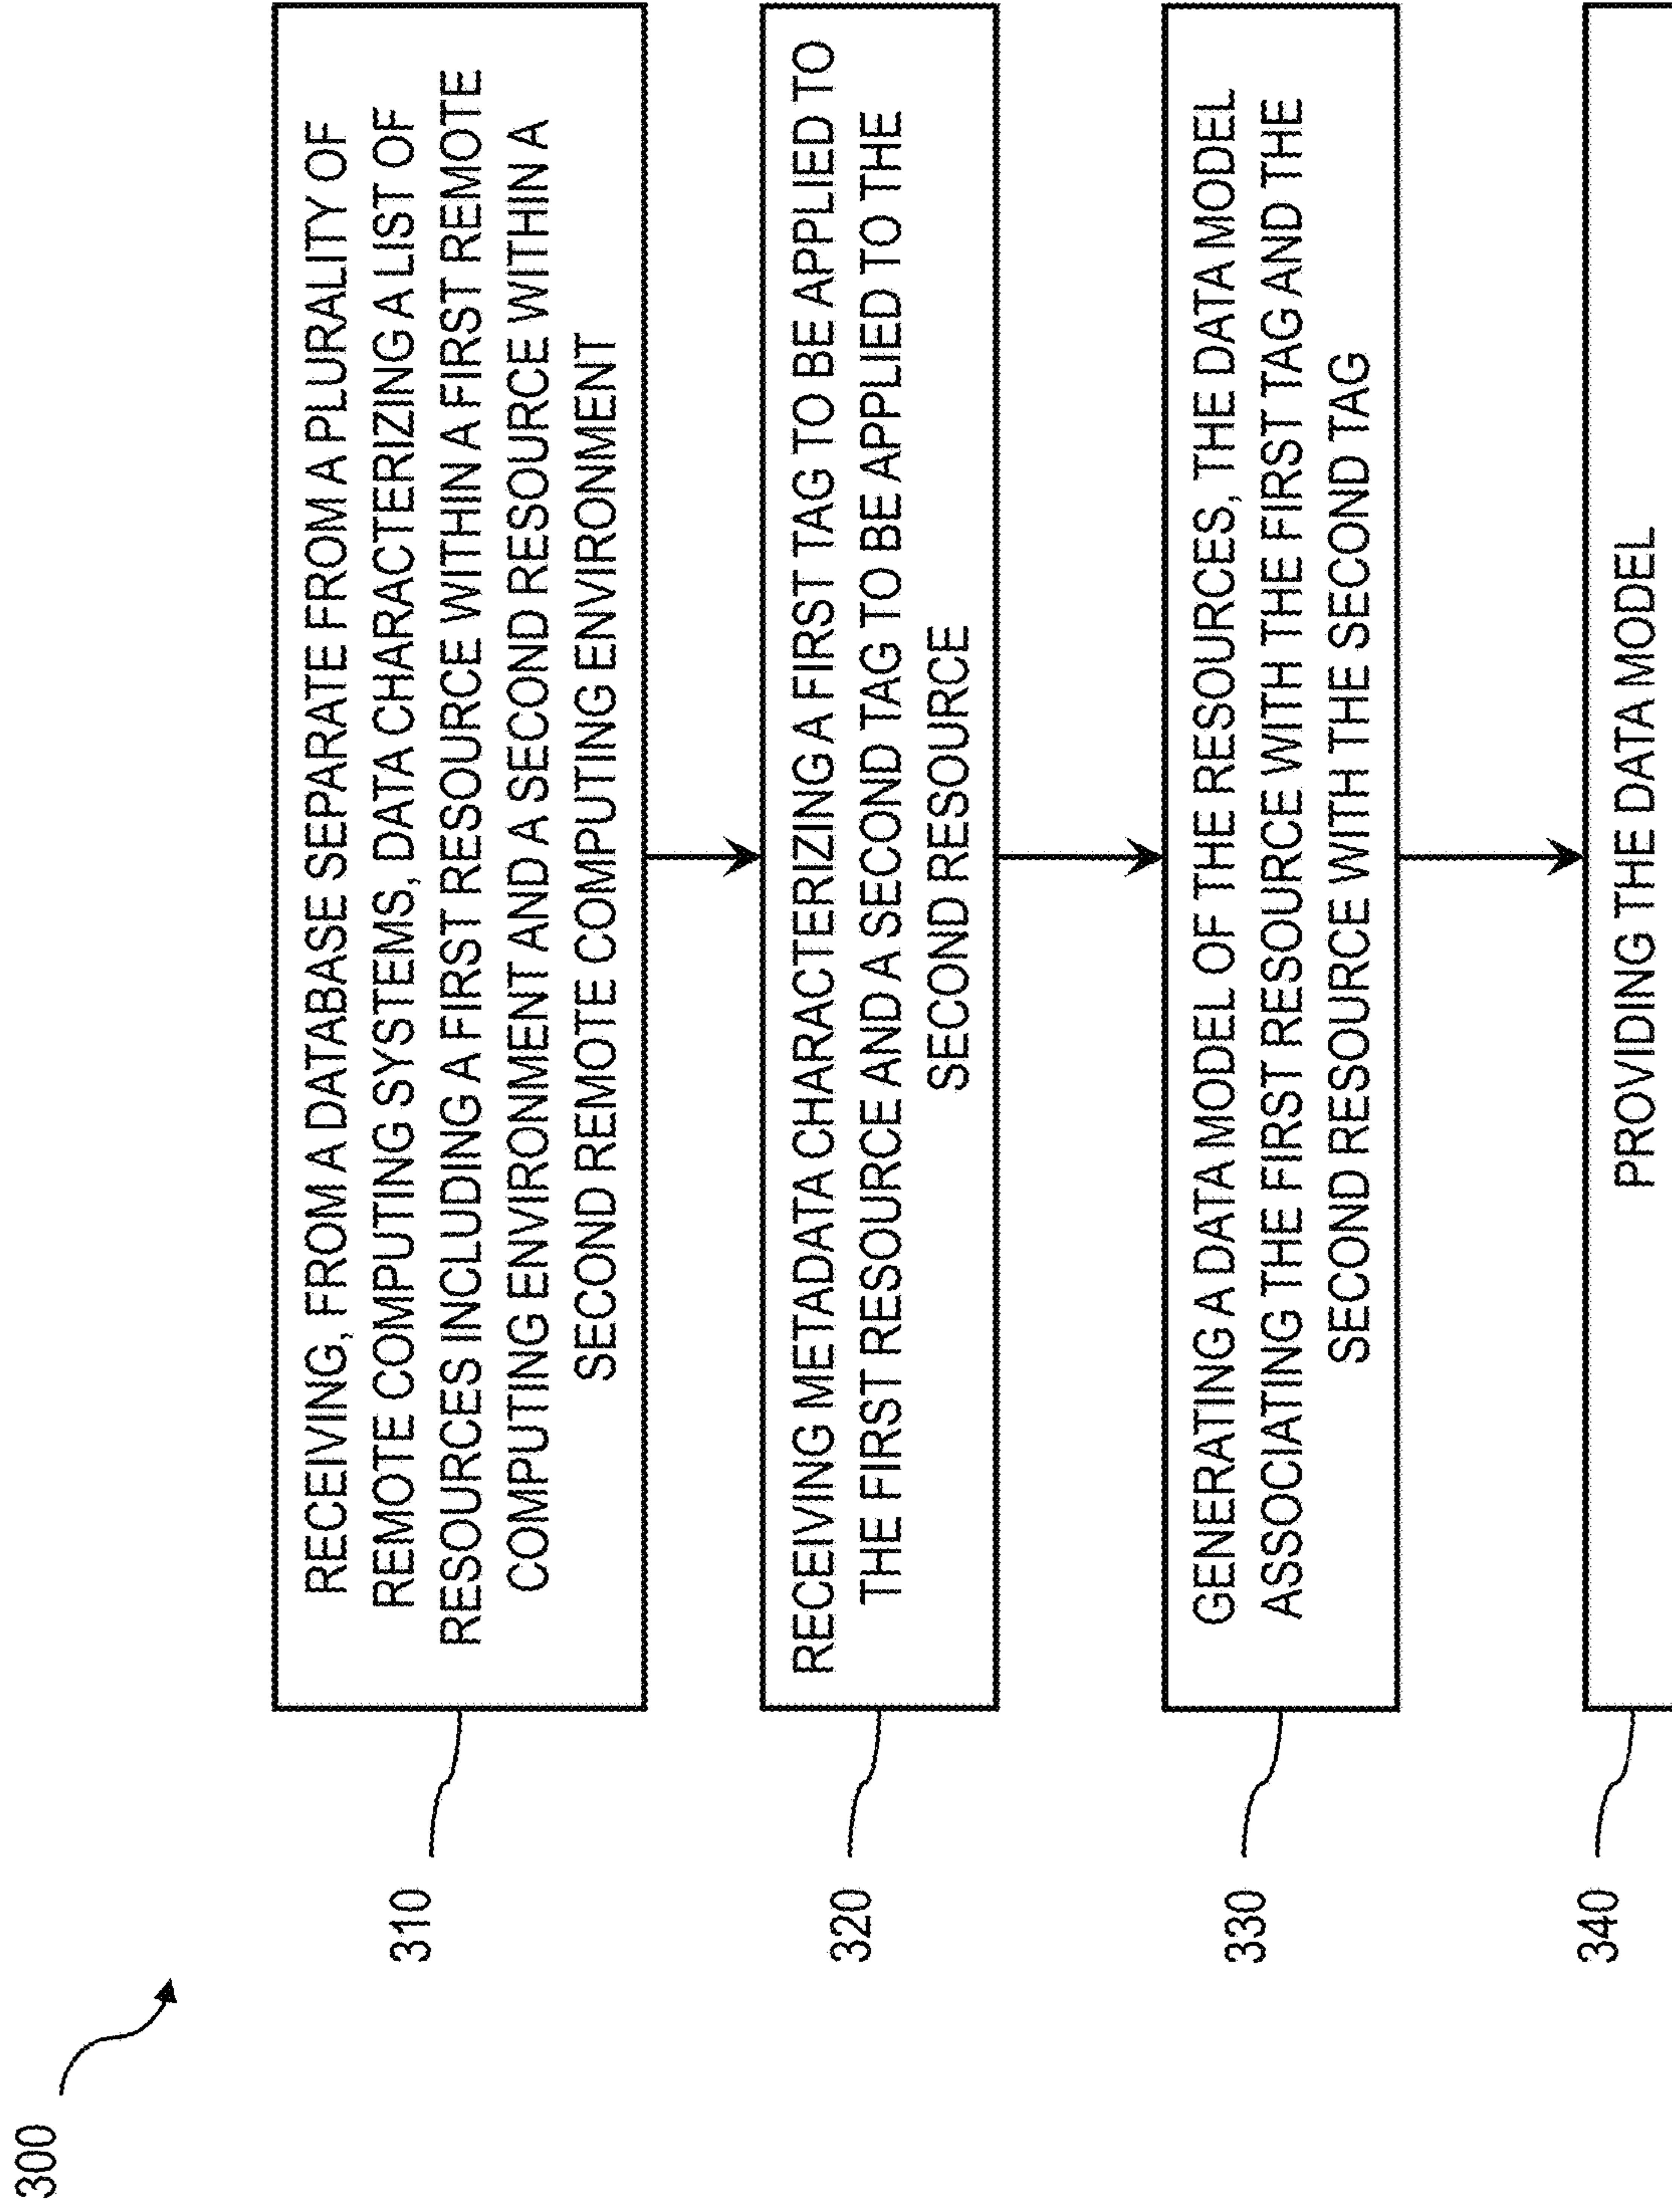 300
310
RECEIVING, FROM A DATABASE SEPARATE FROM A PLURALITY OF
REMOTE COMPUTING SYSTEMS, DATA CHARACTERIZING A LIST OF
RESOURCES INCLUDING A FIRST RESOURCE WITHIN A FIRST REMOTE
COMPUTING ENVIRONMENT AND A SECOND RESOURCE WITHIN A
SECOND REMOTE COMPUTING ENVIRONMENT
320
RECEIVING METADATA CHARACTERIZING A FIRST TAG TO BE APPLIED TO
THE FIRST RESOURCE AND A SECOND TAG TO BE APPLIED TO THE
SECOND RESOURCE
330
GENERATING A DATA MODEL OF THE RESOURCES, THE DATA MODEL
ASSOCIATING THE FIRST RESOURCE WITH THE FIRST TAG AND THE
SECOND RESOURCE WITH THE SECOND TAG
340
PROVIDING THE DATA MODEL